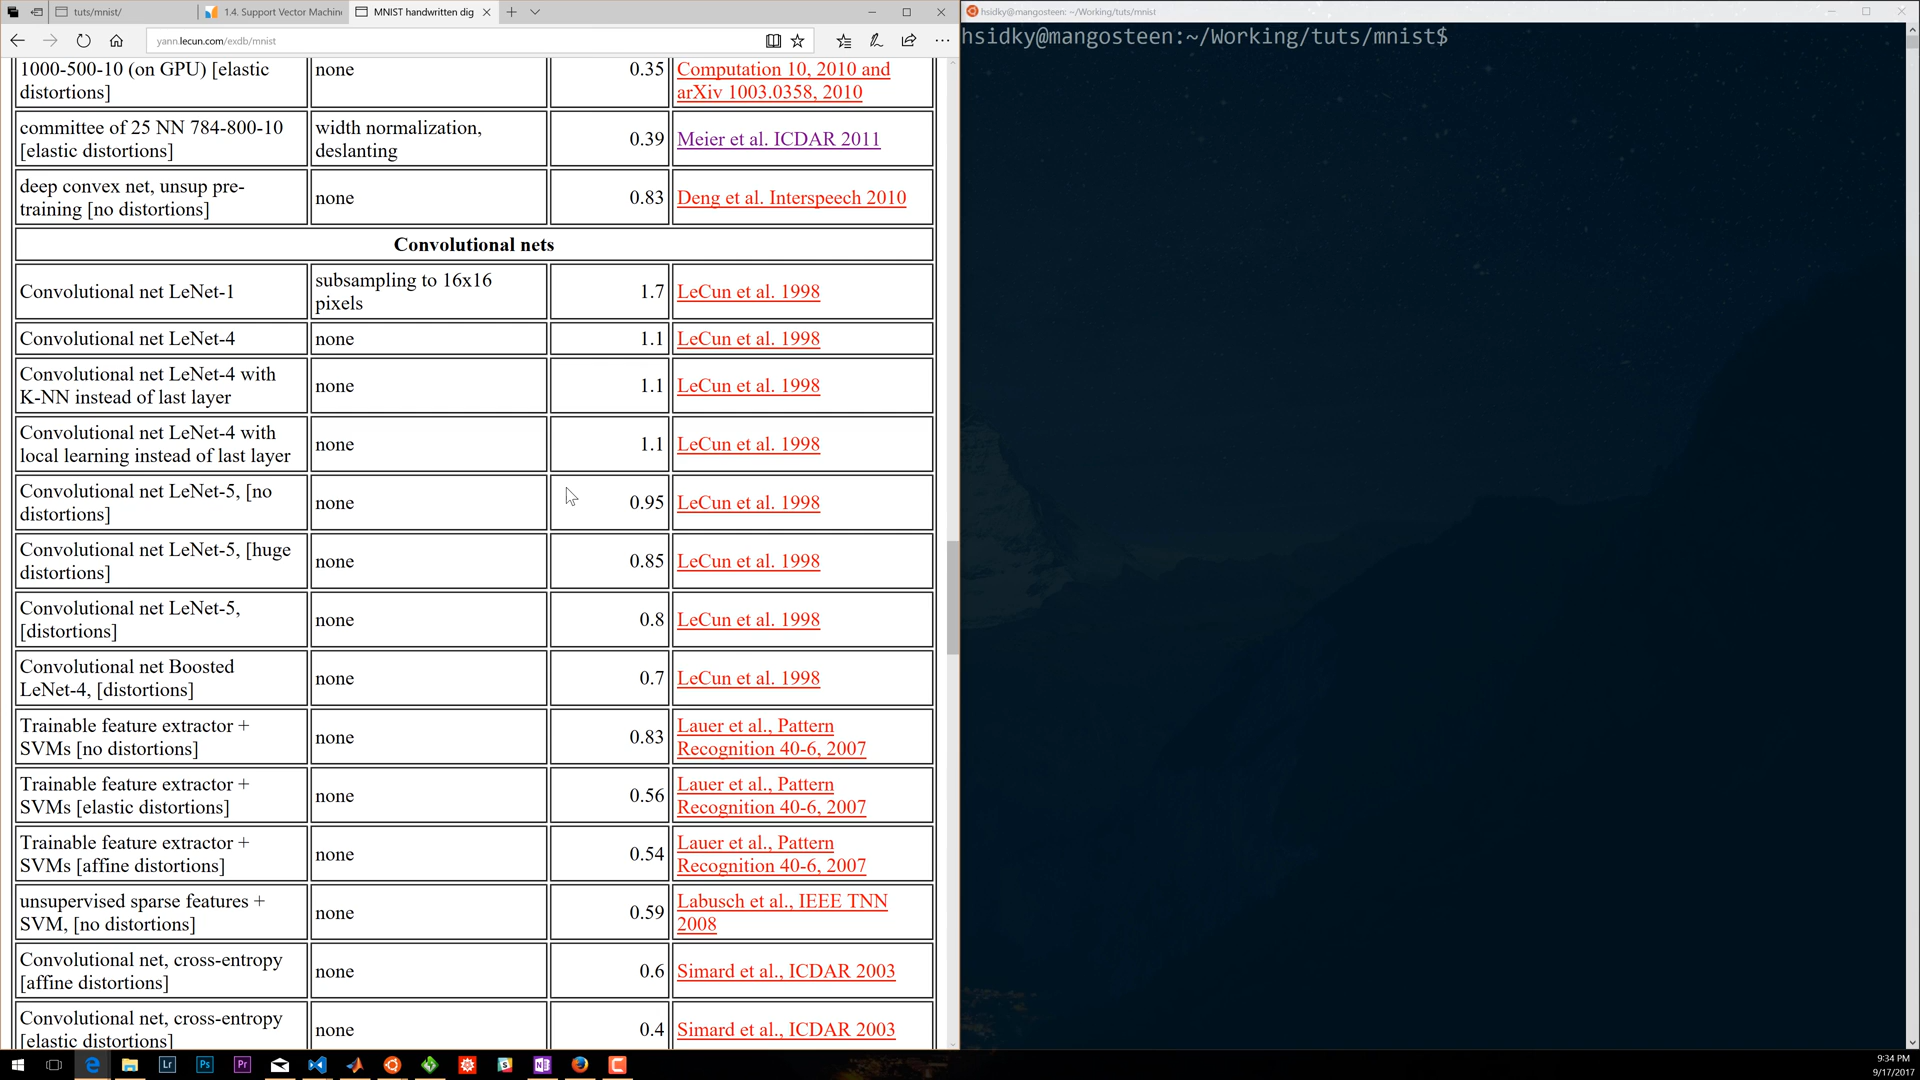 tuts/mnist/
1.4. Support Vector Machin
MNIST handwritten dig
hsidky@mangosteen: ~/Working/tuts/mnist
yann.lecun.com/exdb/mnist
hsidky@mangosteen:~/Working/tuts/mnist$
1000-500-10 (on GPU) [elastic
distortions]
none
0.35
Computation 10, 2010 and
arXiv 1003.0358, 2010
committee of 25 NN 784-800-10
[elastic distortions]
width normalization,
deslanting
0.39
Meier et al. ICDAR 2011
deep convex net, unsup pre-
training [no distortions]
none
0.83
Deng et al. Interspeech 2010
Convolutional nets
Convolutional net LeNet-1
subsampling to 16x16
pixels
1.7
LeCun et al. 1998
Convolutional net LeNet-4
none
1.1
LeCun et al. 1998
Convolutional net LeNet-4 with
K-NN instead of last layer
none
1.1
LeCun et al. 1998
Convolutional net LeNet-4 with
local learning instead of last layer
none
1.1
LeCun et al. 1998
Convolutional net LeNet-5, [no
distortions]
none
0.95
LeCun et al. 1998
Convolutional net LeNet-5, [huge
distortions]
none
0.85
LeCun et al. 1998
Convolutional net LeNet-5,
[distortions]
none
0.8
LeCun et al. 1998
Convolutional net Boosted
LeNet-4, [distortions]
none
0.7
LeCun et al. 1998
Trainable feature extractor +
SVMs [no distortions]
none
0.83
Lauer et al., Pattern
Recognition 40-6, 2007
Trainable feature extractor +
SVMs [elastic distortions]
none
0.56
Lauer et al., Pattern
Recognition 40-6, 2007
Trainable feature extractor +
SVMs [affine distortions]
none
0.54
Lauer et al., Pattern
Recognition 40-6, 2007
unsupervised sparse features +
SVM, [no distortions]
none
0.59
Labusch et al., IEEE TNN
2008
Convolutional net, cross-entropy
[affine distortions]
none
0.6
Simard et al., ICDAR 2003
Convolutional net, cross-entropy
[elastic distortions]
none
0.4
Simard et al., ICDAR 2003
Lr
Ps
Pr
9:34 PM
9/17/2017